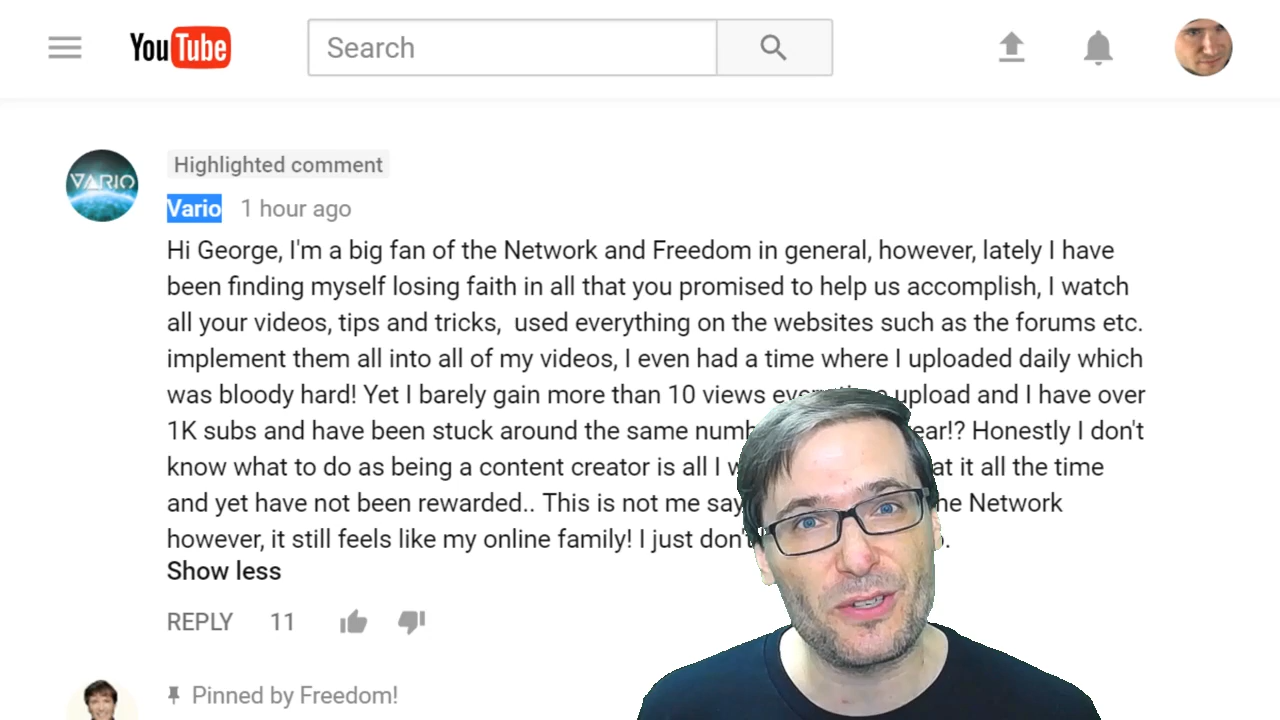 YouTube
Search
Highlighted comment
VARIO
Vario 1 hour ago
Hi George, I'm a big fan of the Network and Freedom in general, however, lately I have
been finding myself losing faith in all that you promised to help us accomplish, I watch
all your videos, tips and tricks, used everything on the websites such as the forums etc.
implement them all into all of my videos, I even had a time where I uploaded daily which
was bloody hard! Yet I barely gain more than 10 views upload and I have over
1K subs and have been stuck around the same !? Honestly I don't
know what to do as being a content creator is all I at it all the time
and yet have not been rewarded.. This is not me Network
however, it still feels like my online family! I just
Show less
REPLY 11
Pinned by Freedom!